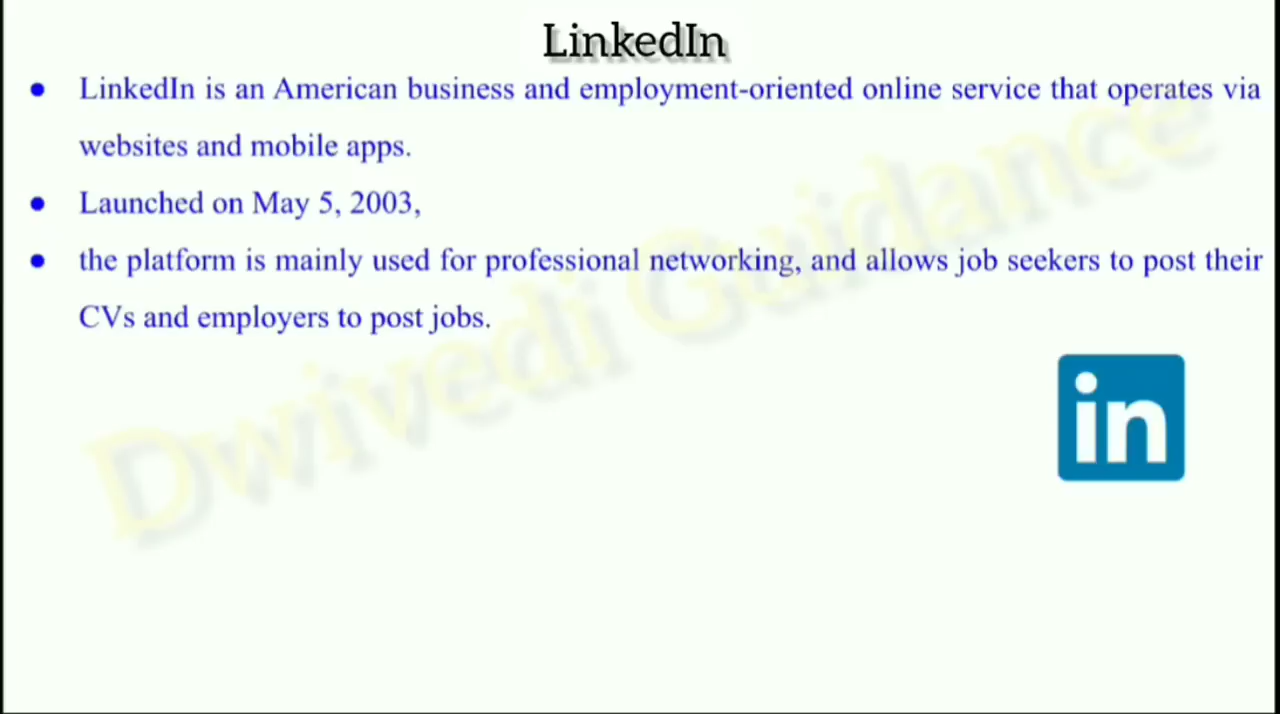 LinkedIn
● LinkedIn is an American business and employment-oriented online service that operates via
websites and mobile apps.
● Launched on May 5, 2003,
● the platform is mainly used for professional networking, and allows job seekers to post their
CVs and employers to post jobs.
in
Dwivedi Guidance